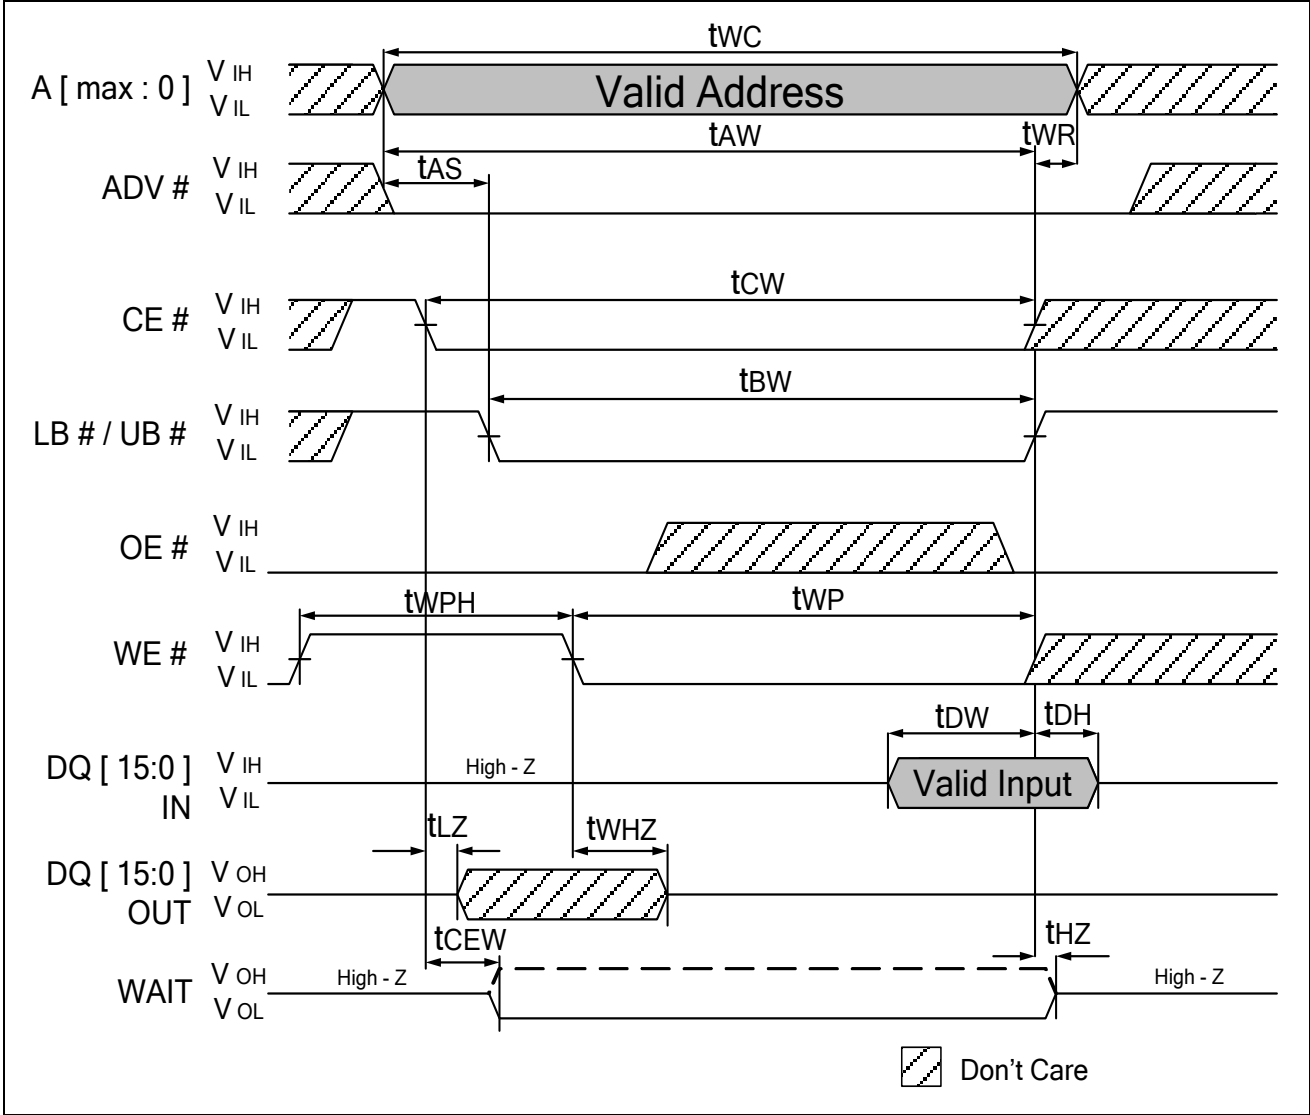 tWC
A [ max : 0 ] V IH
V IL
Valid Address
tAW tWR
tAS
ADV # V IH
V IL
tCW
CE # V IH
V IL
tBW
LB # / UB # V IH
V IL
OE # V IH
V IL
tWPH tWP
WE # V IH
V IL
tDW tDH
DQ [ 15:0 ] V IH
IN V IL
High - Z Valid Input
tLZ tWHZ
DQ [ 15:0 ] V OH
OUT V OL
tCEW tHZ
WAIT V OH
V OL
High - Z High - Z
Don't Care